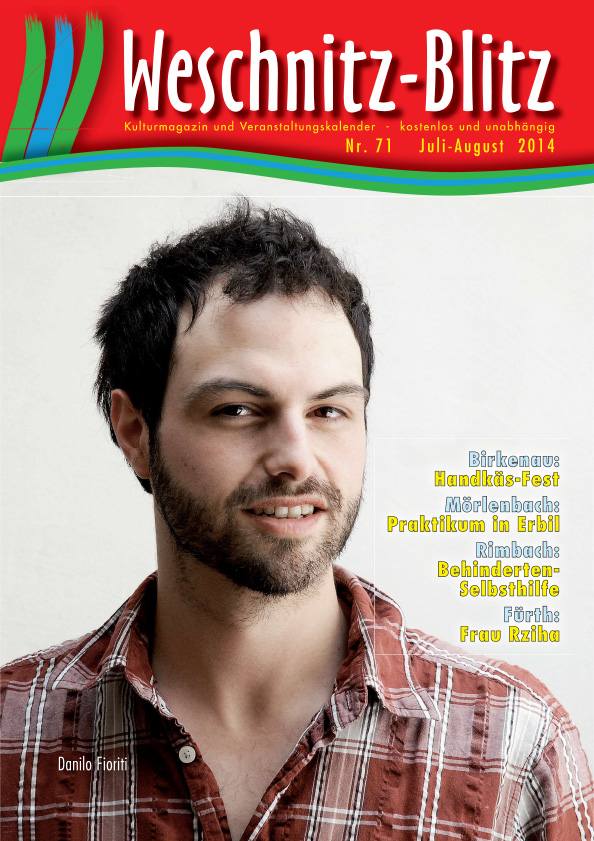 Weschnitz-Blitz
Kulturmagazin und Veranstaltungskalender - kostenlos und unabhängig
Nr. 71 Juli-August 2014
Birkenau:
Handkäs-Fest
Mörlenbach:
Praktikum in Erbil
Rimbach:
Behinderten-
Selbsthilfe
Fürth:
Frau Rziha
Danilo Fioriti